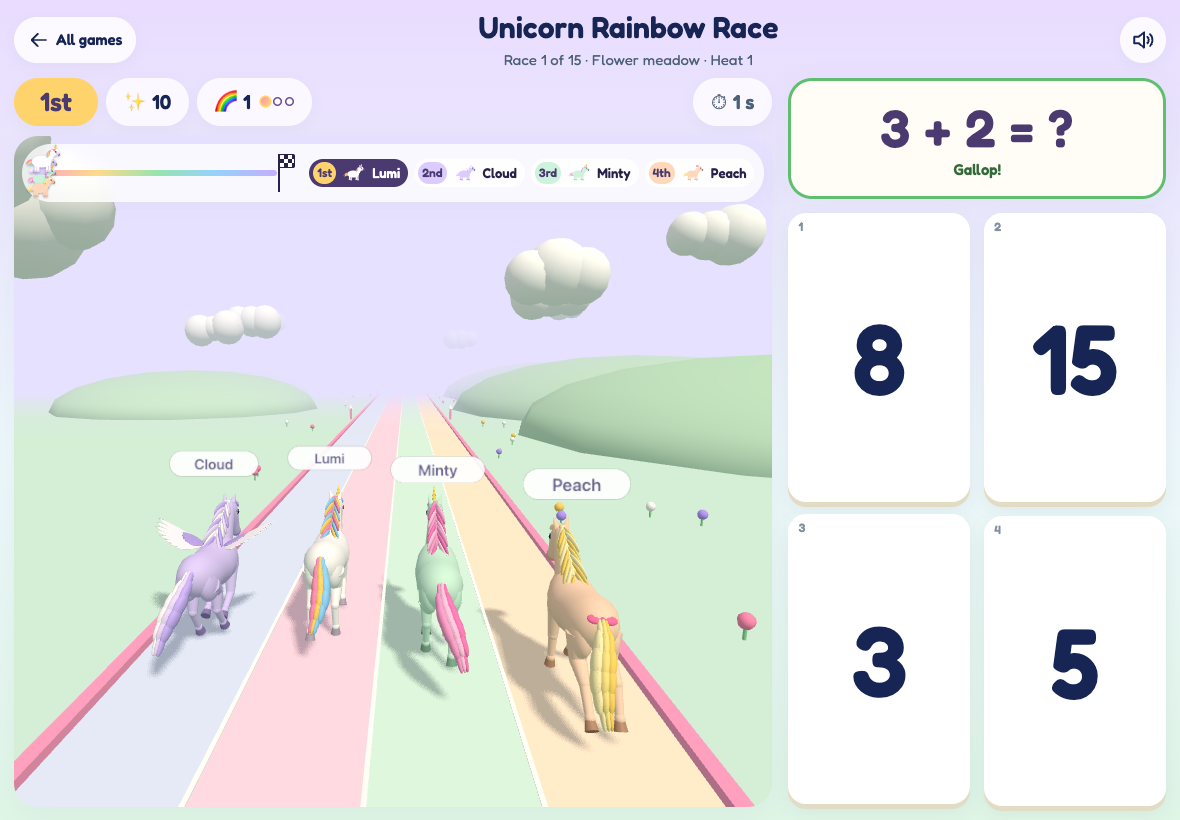 All games
Unicorn Rainbow Race
Race 1 of 15 · Flower meadow · Heat 1
1st
10
1
1 s
1st Lumi
2nd Cloud
3rd Minty
4th Peach
Cloud
Lumi
Minty
Peach
3 + 2 = ?
Gallop!
1
8
2
15
3
3
4
5